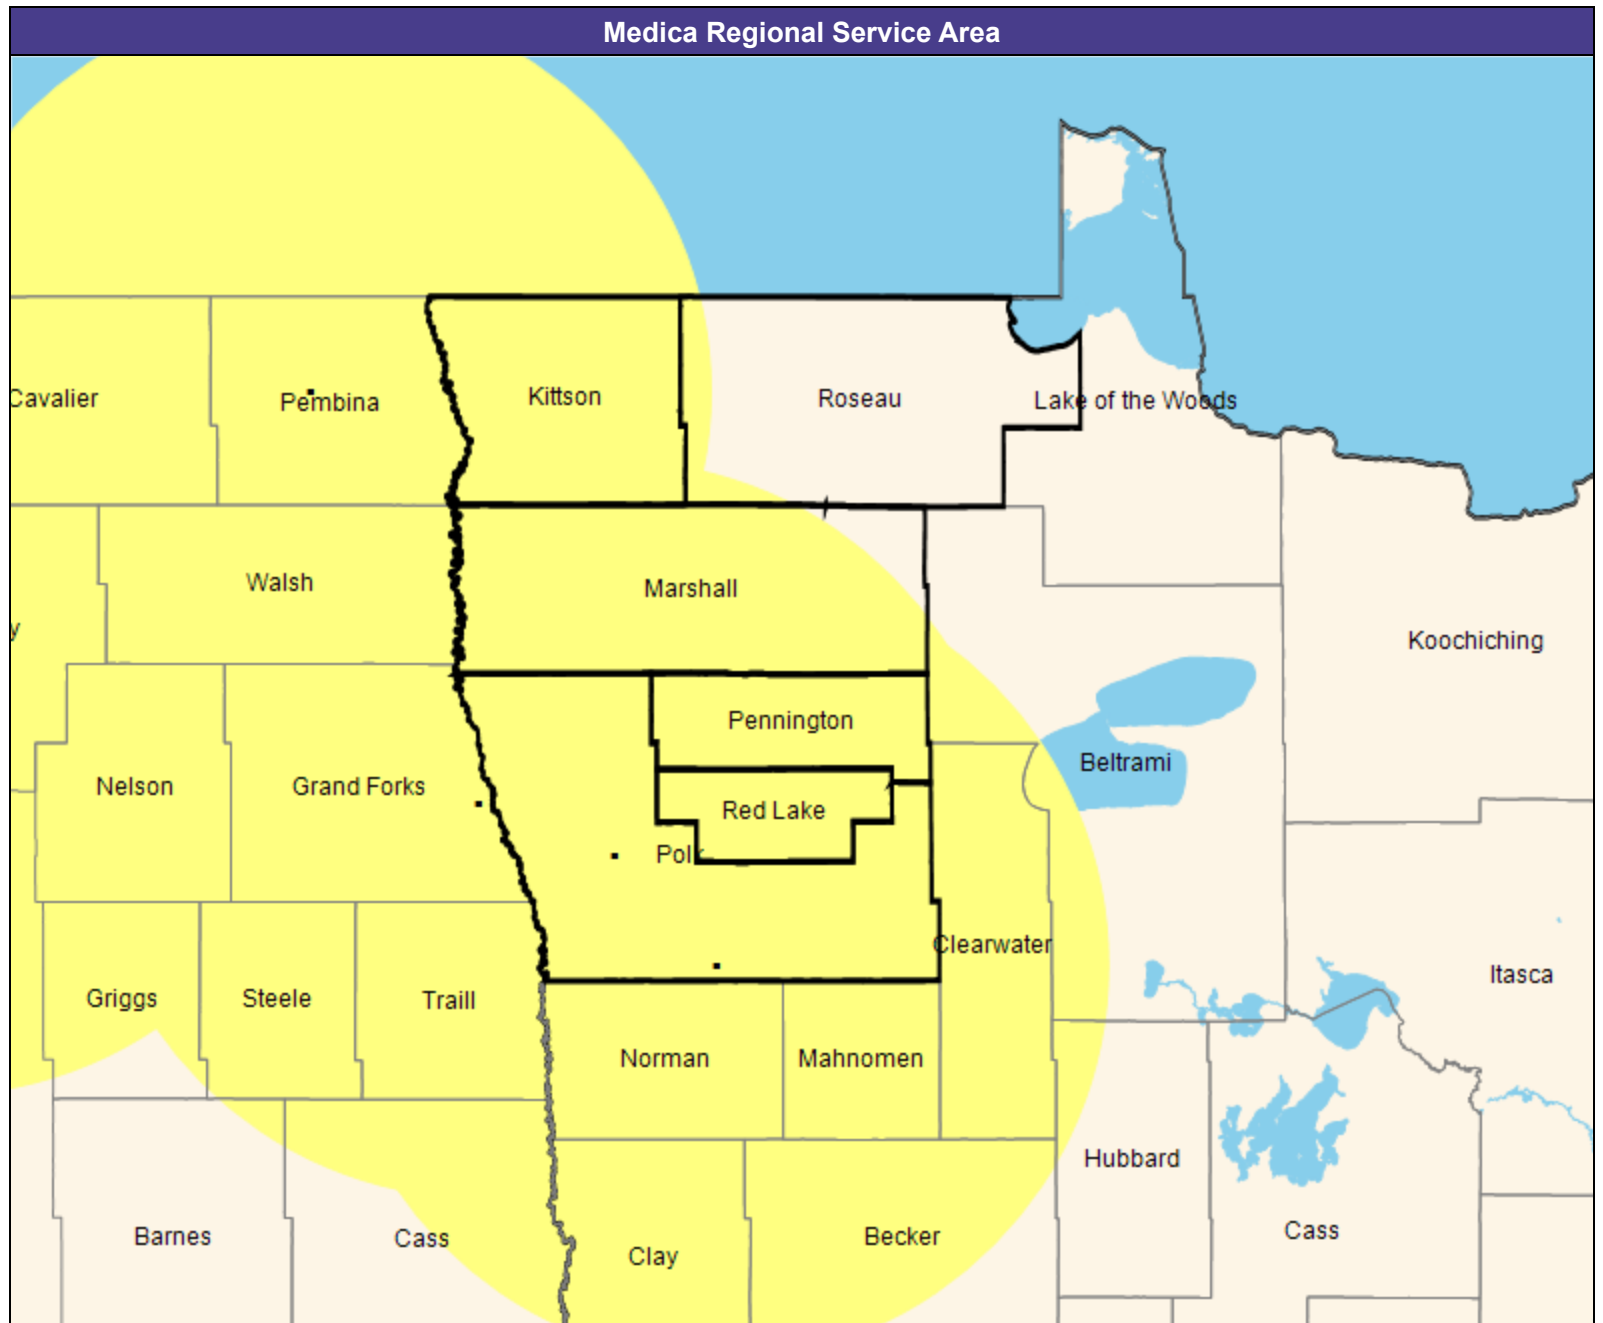 Medica Regional Service Area
Cavalier
Pembina
Kittson
Roseau
Lake of the Woods
Walsh
Marshall
y
Koochiching
Pennington
Beltrami
Nelson
Grand Forks
Red Lake
Polk
Clearwater
Griggs
Steele
Traill
Itasca
Norman
Mahnomen
Hubbard
Barnes
Cass
Clay
Becker
Cass